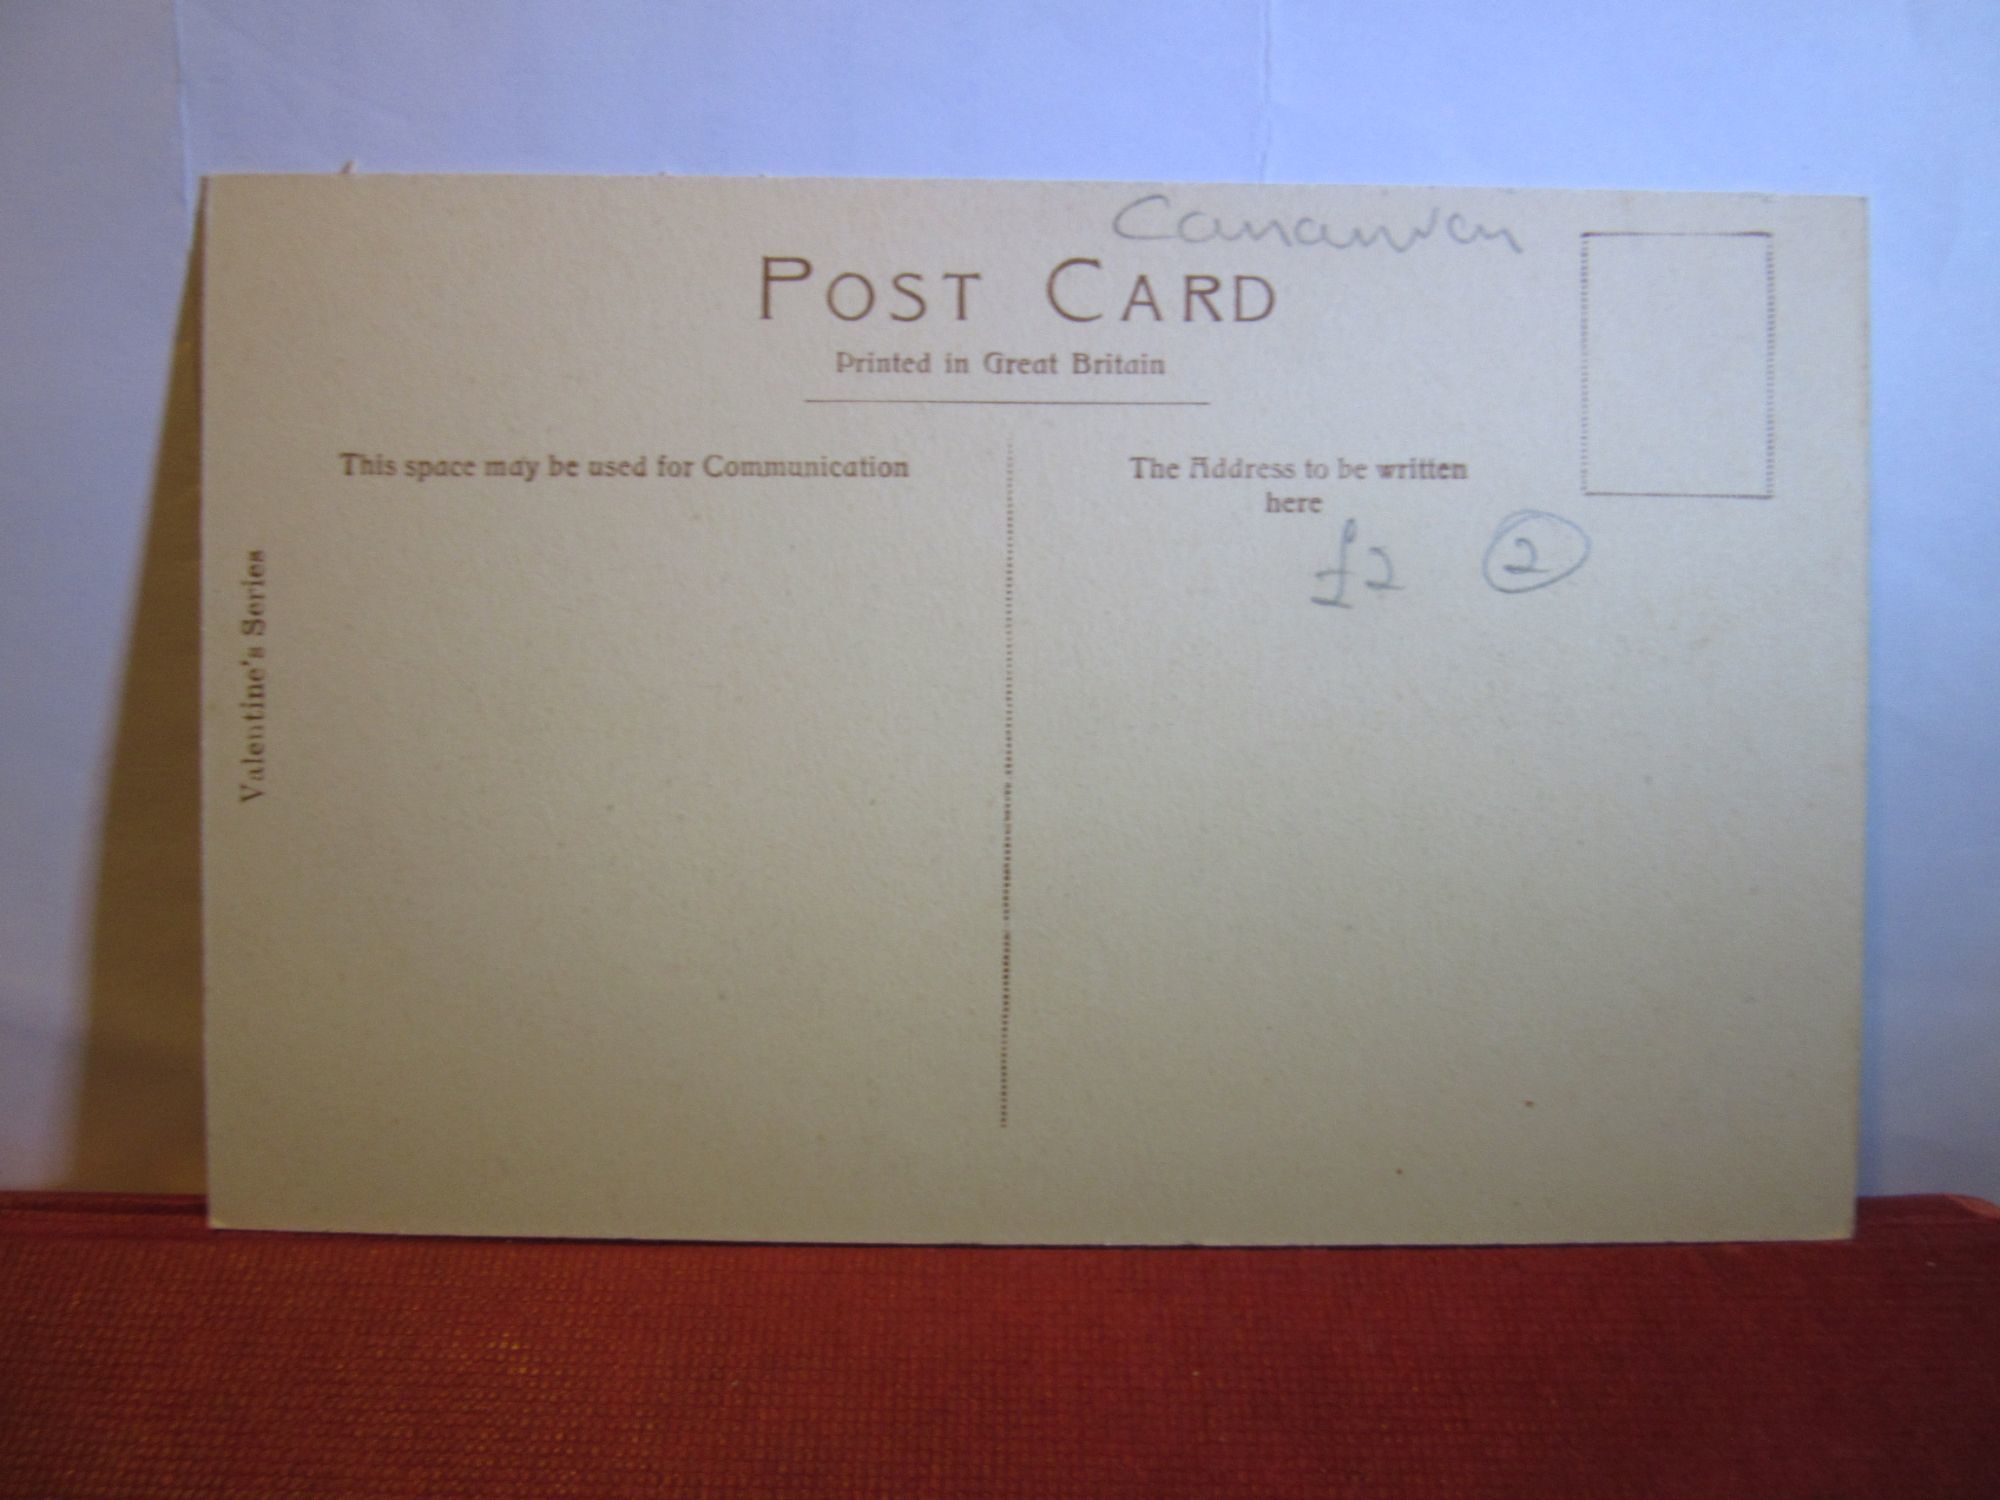 POST CARD
Printed in Great Britain
This space may be used for Communication
The Address to be written
here
£2 2
Valentine's Series